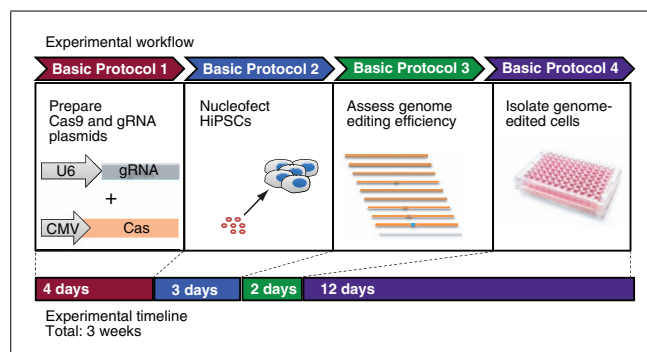 Experimental workflow
Basic Protocol 1
Basic Protocol 2
Basic Protocol 3
Basic Protocol 4
Prepare
Cas9 and gRNA
plasmids
U6
gRNA
+
CMV
Cas
Nucleofect
HiPSCs
Assess genome
editing efficiency
Isolate genome-
edited cells
4 days
3 days
2 days
12 days
Experimental timeline
Total: 3 weeks